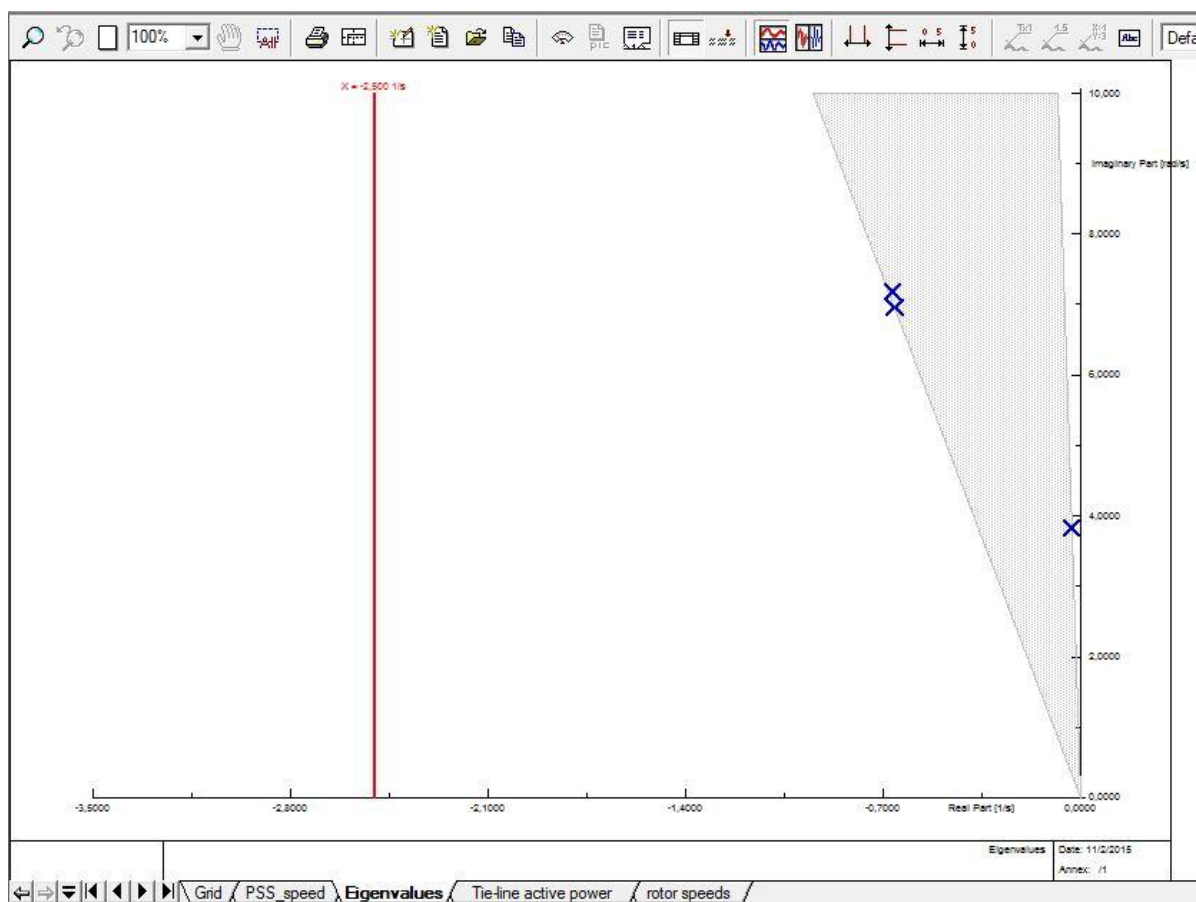 100%
Defa
X = -2,500 1/s
10,000
Imaginary Part [rad/s]
8,0000
6,0000
4,0000
2,0000
0,0000
-3,5000 -2,8000 -2,1000 -1,4000 -0,7000 Real Part [1/s] 0,0000
Eigenvalues Date: 11/2/2015
Annex: /1
Grid PSS_speed Eigenvalues Tie-line active power rotor speeds